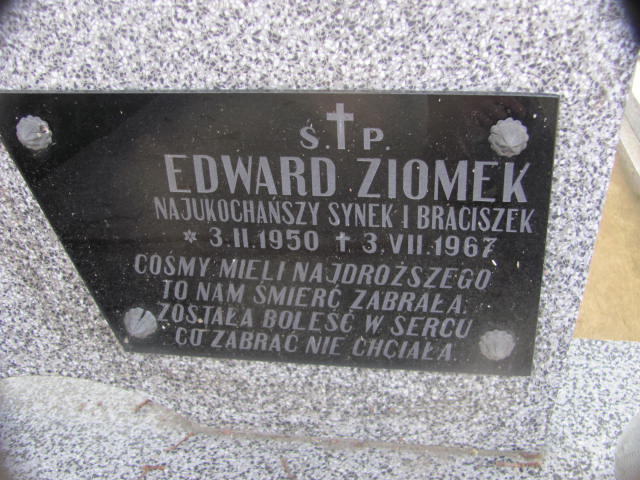 Ś. † P.
EDWARD ZIOMEK
NAJUKOCHAŃSZY SYNEK I BRACISZEK
* 3.II.1950 † 3.VII.1967
COŚMY MIELI NAJDROŻSZEGO
TO NAM ŚMIERĆ ZABRAŁA.
ZOSTAŁA BOLEŚĆ W SERCU
CO ZABRAĆ NIE CHCIAŁA.